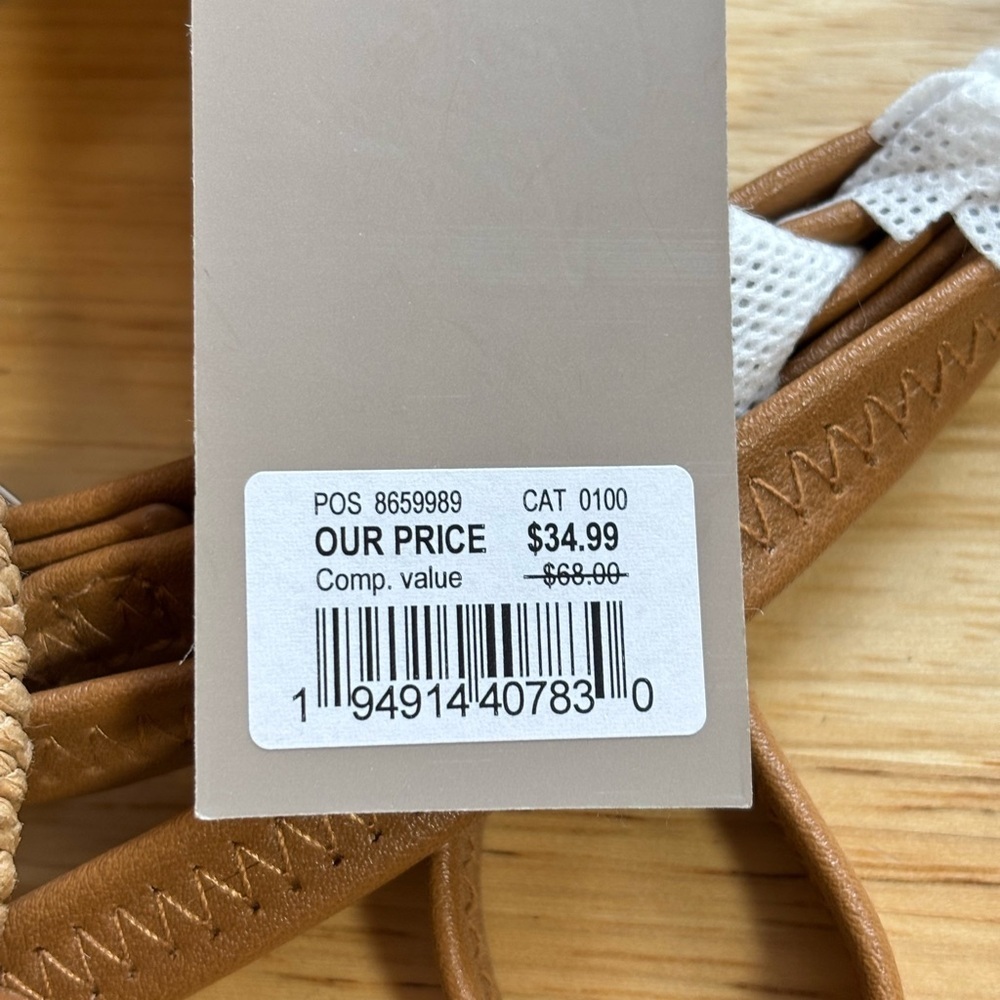 POS 8659989 CAT 0100
OUR PRICE $34.99
Comp. value $68.00
1 94914 40783 0